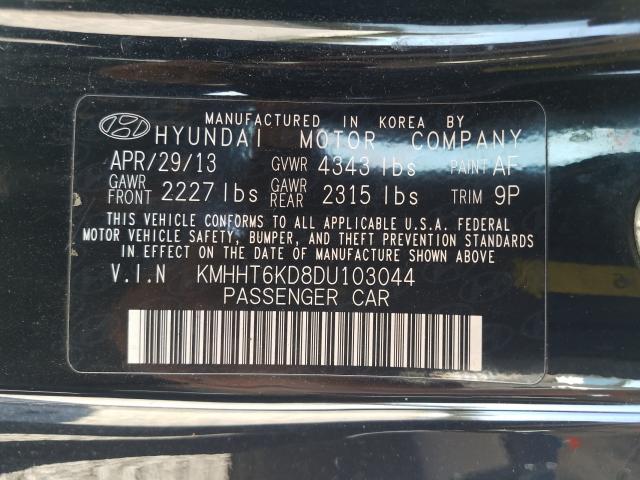 MANUFACTURED IN KOREA BY
HYUNDAI MOTOR COMPANY
APR/29/13 GVWR 4343 lbs PAINT AF
GAWR FRONT 2227 lbs GAWR REAR 2315 lbs TRIM 9P
THIS VEHICLE CONFORMS TO ALL APPLICABLE U.S.A. FEDERAL
MOTOR VEHICLE SAFETY, BUMPER, AND THEFT PREVENTION STANDARDS
IN EFFECT ON THE DATE OF MANUFACTURE SHOWN ABOVE
V.I.N KMHHT6KD8DU103044
PASSENGER CAR